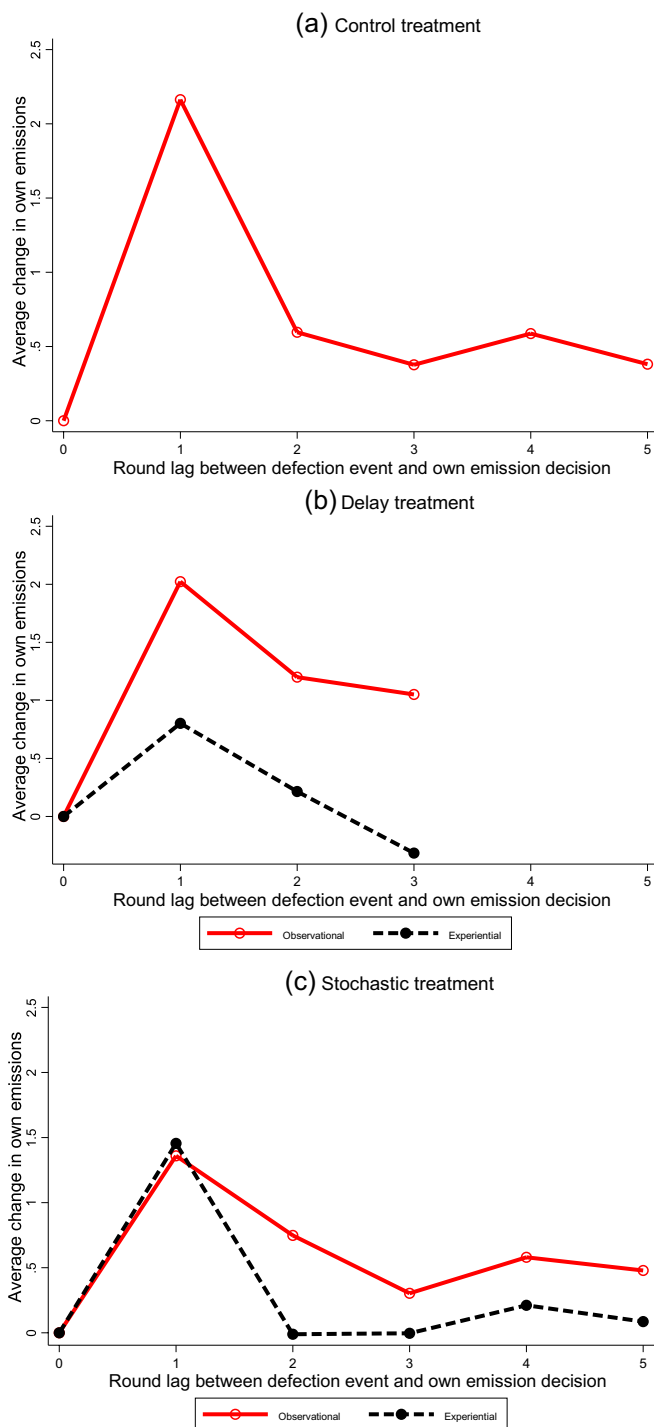 (a) Control treatment
2.5
2
1.5
1
.5
0
Average change in own emissions
0 1 2 3 4 5
Round lag between defection event and own emission decision
(b) Delay treatment
2.5
2
1.5
1
.5
0
Average change in own emissions
0 1 2 3 4 5
Round lag between defection event and own emission decision
Observational Experiential
(c) Stochastic treatment
2.5
2
1.5
1
.5
0
Average change in own emissions
0 1 2 3 4 5
Round lag between defection event and own emission decision
Observational Experiential